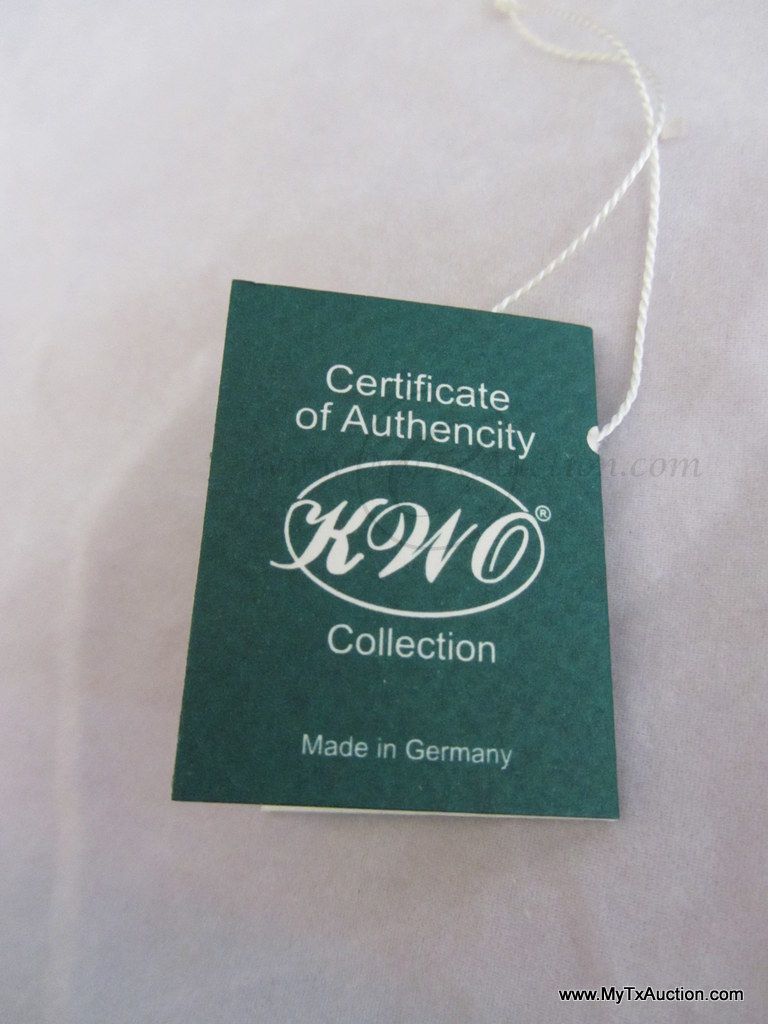 Certificate
of Authencity
KWO®
Collection
Made in Germany
www.MyTxAuction.com